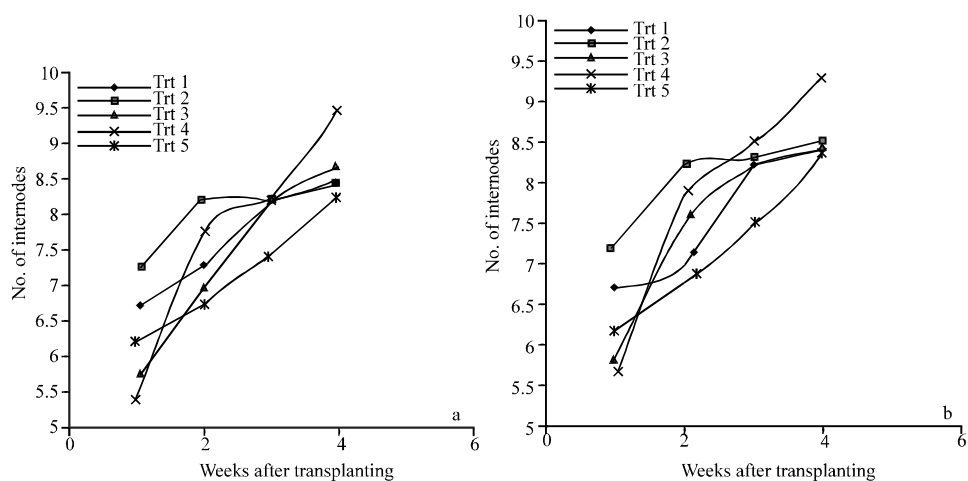 10
9.5
9
8.5
8
7.5
7
6.5
6
5.5
5
No. of internodes
Trt 1
Trt 2
Trt 3
Trt 4
Trt 5
a
0
2
4
6
Weeks after transplanting
10
9.5
9
8.5
8
7.5
7
6.5
6
5.5
5
No. of internodes
Trt 1
Trt 2
Trt 3
Trt 4
Trt 5
b
0
2
4
6
Weeks after transplanting